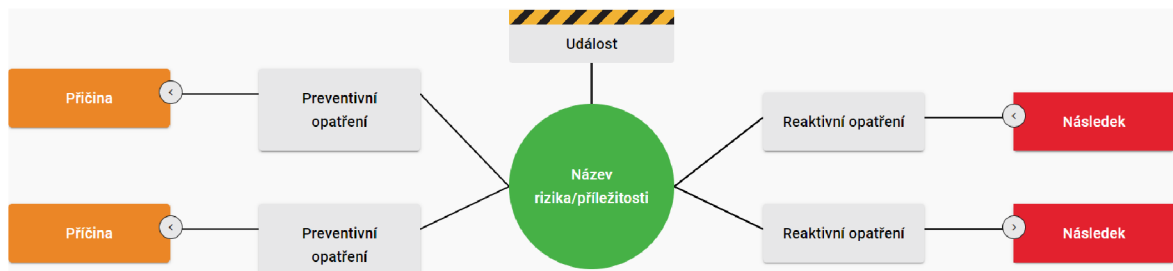 Událost
Příčina
Preventivní
opatření
Reaktivní opatření
Následek
Název
rizika/příležitosti
Příčina
Preventivní
opatření
Reaktivní opatření
Následek